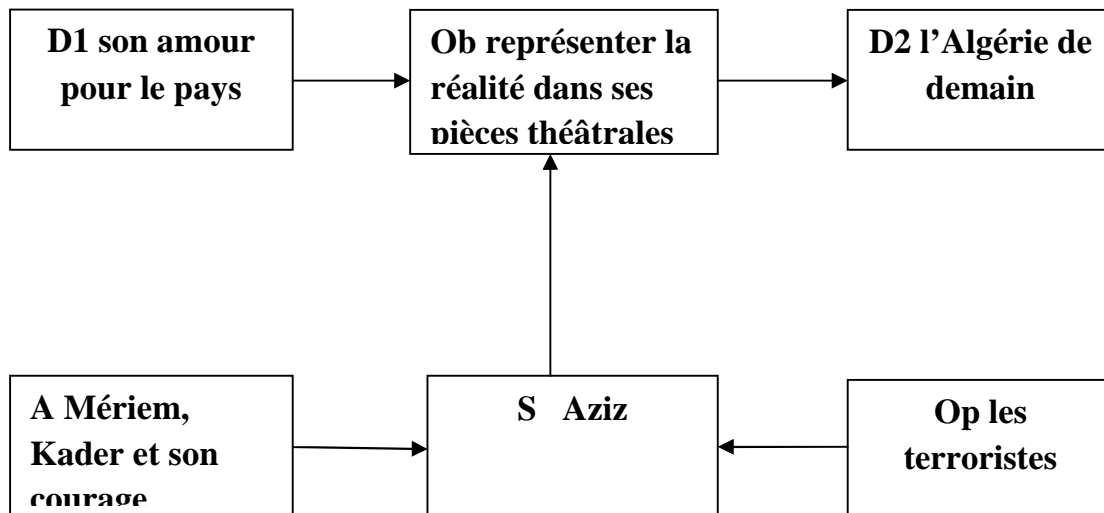 D1 son amour
pour le pays
Ob représenter la
réalité dans ses
pièces théâtrales
D2 l’Algérie de
demain
A Mériem,
Kader et son
courage
S Aziz
Op les
terroristes